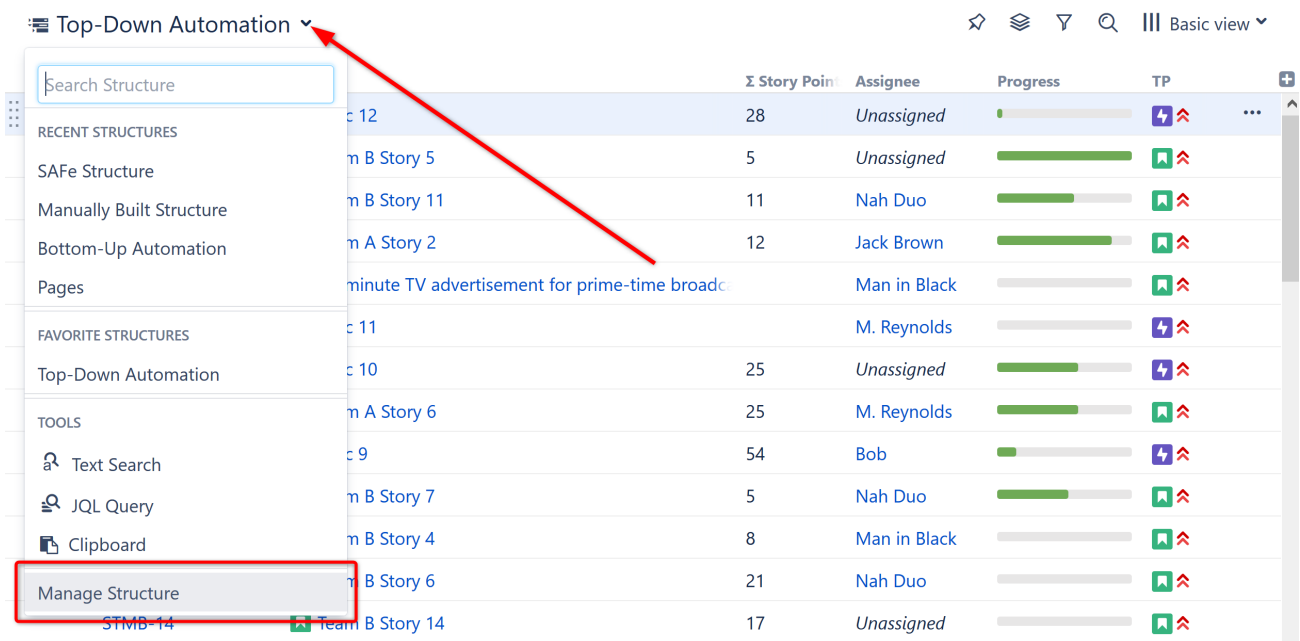 Top-Down Automation
Basic view
Search Structure
Σ Story Point Assignee Progress TP
RECENT STRUCTURES
c 12 28 Unassigned
SAFe Structure
m B Story 5 5 Unassigned
Manually Built Structure
m B Story 11 11 Nah Duo
Bottom-Up Automation
m A Story 2 12 Jack Brown
Pages
minute TV advertisement for prime-time broadc Man in Black
FAVORITE STRUCTURES
c 11 M. Reynolds
Top-Down Automation
c 10 25 Unassigned
TOOLS
m A Story 6 25 M. Reynolds
Text Search
c 9 54 Bob
JQL Query
m B Story 7 5 Nah Duo
Clipboard
m B Story 4 8 Man in Black
Manage Structure
m B Story 6 21 Nah Duo
STMB-14 Team B Story 14 17 Unassigned